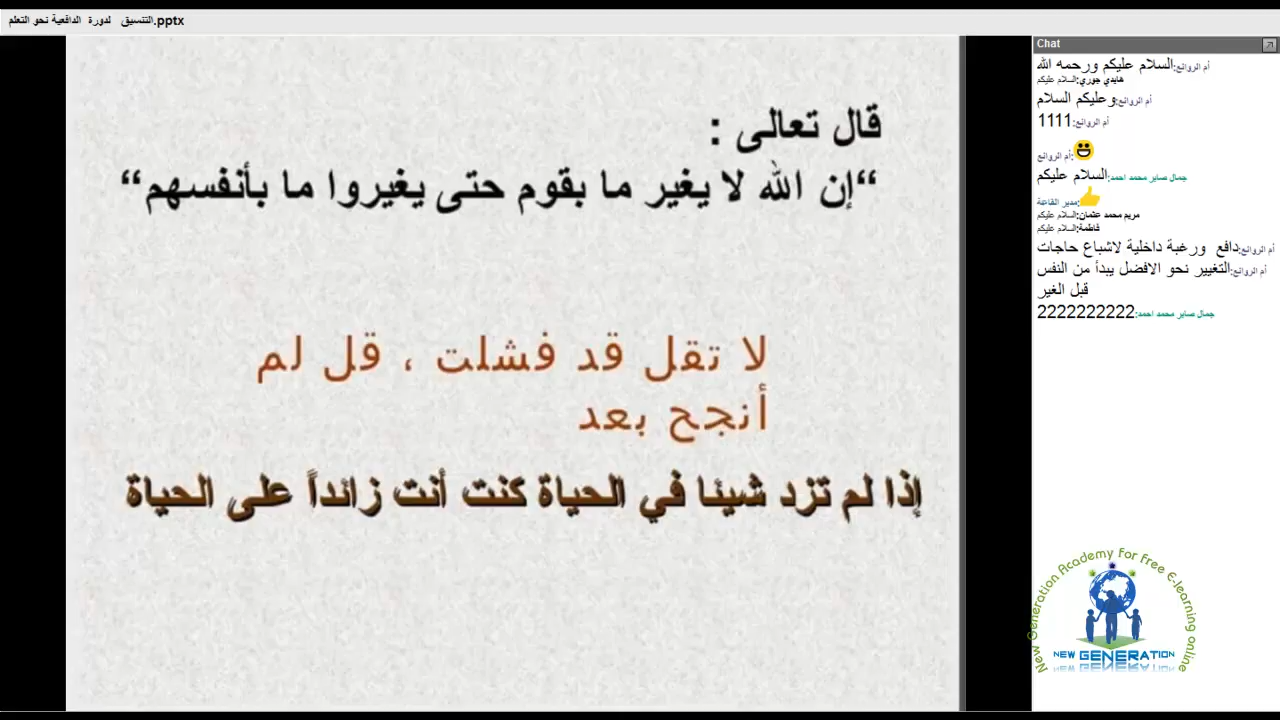 التنسيق لدورة الدافعية نحو التعلم.pptx
قال تعالى :
“إن الله لا يغير ما بقوم حتى يغيروا ما بأنفسهم“
لا تقل قد فشلت ، قل لم
أنجح بعد
إذا لم تزد شيئا في الحياة كنت أنت زائداً على الحياة
Chat
أم الروائع:السلام عليكم ورحمه الله
هايدي جوري:السلام عليكم
أم الروائع:وعليكم السلام
أم الروائع:1111
أم الروائع:
جمال صابر محمد احمد:السلام عليكم
مدير القاعة:
مريم محمد عثمان:السلام عليكم
فاطمة:السلام عليكم
أم الروائع:دافع ورغبة داخلية لاشباع حاجات
أم الروائع:التغيير نحو الافضل يبدأ من النفس
قبل الغير
جمال صابر محمد احمد:2222222222
New Generation Academy For Free E-learning online
NEW GENERATION